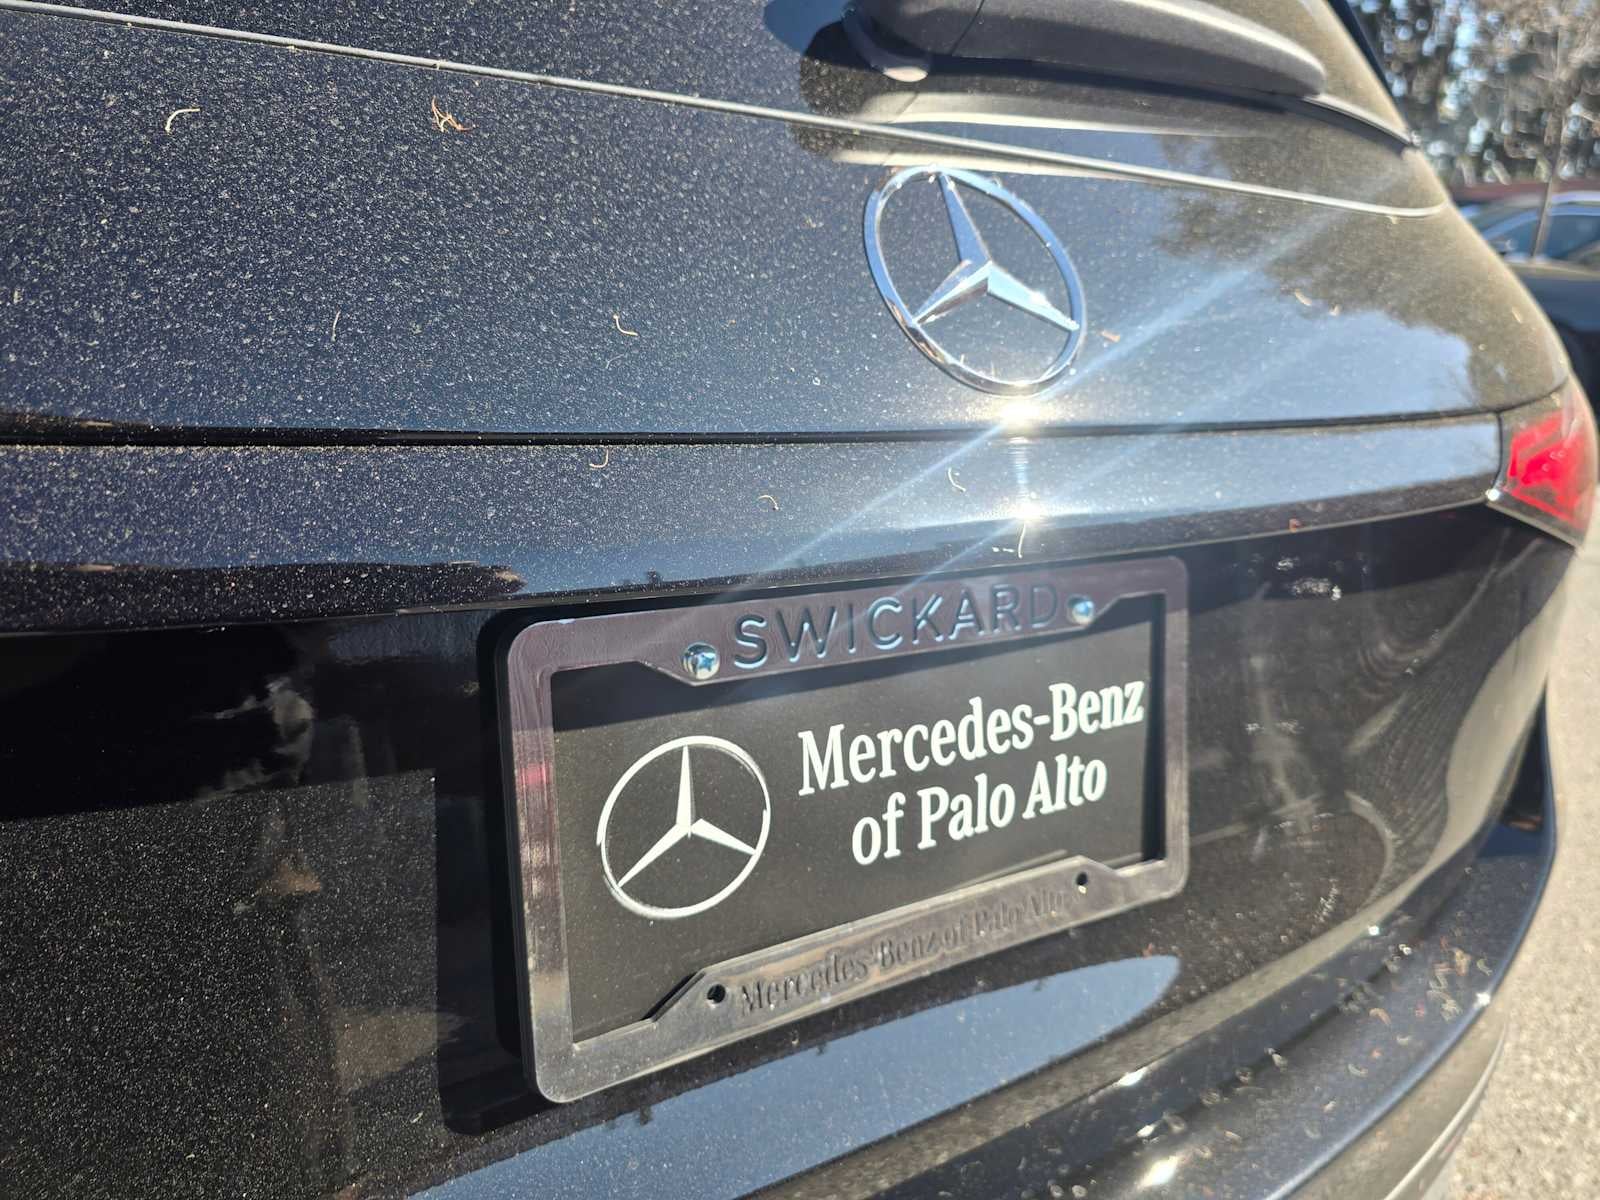 SWICKARD
Mercedes-Benz
of Palo Alto
Mercedes-Benz of Palo Alto